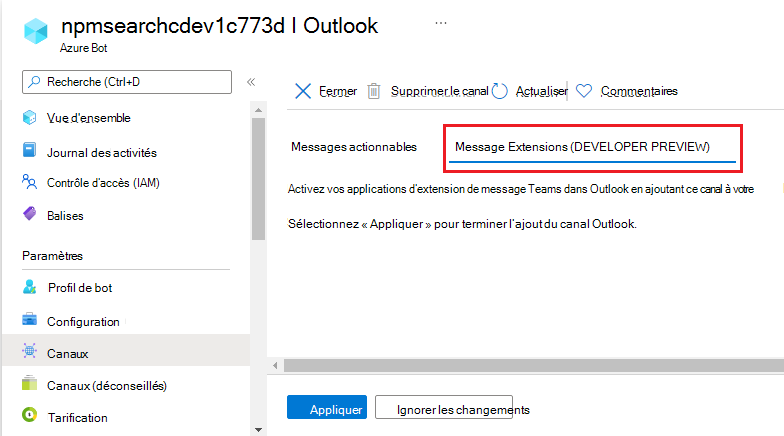 npmsearchcdev1c773d | Outlook
...
Azure Bot
Recherche (Ctrl+D
«
Vue d'ensemble
Journal des activités
Contrôle d'accès (IAM)
Balises
Paramètres
Profil de bot
Configuration
Canaux
Canaux (déconseillés)
Tarification
Fermer Supprimer le canal Actualiser Commentaires
Messages actionnables Message Extensions (DEVELOPER PREVIEW)
Activez vos applications d'extension de message Teams dans Outlook en ajoutant ce canal à votre
Sélectionnez « Appliquer » pour terminer l'ajout du canal Outlook.
Appliquer Ignorer les changements